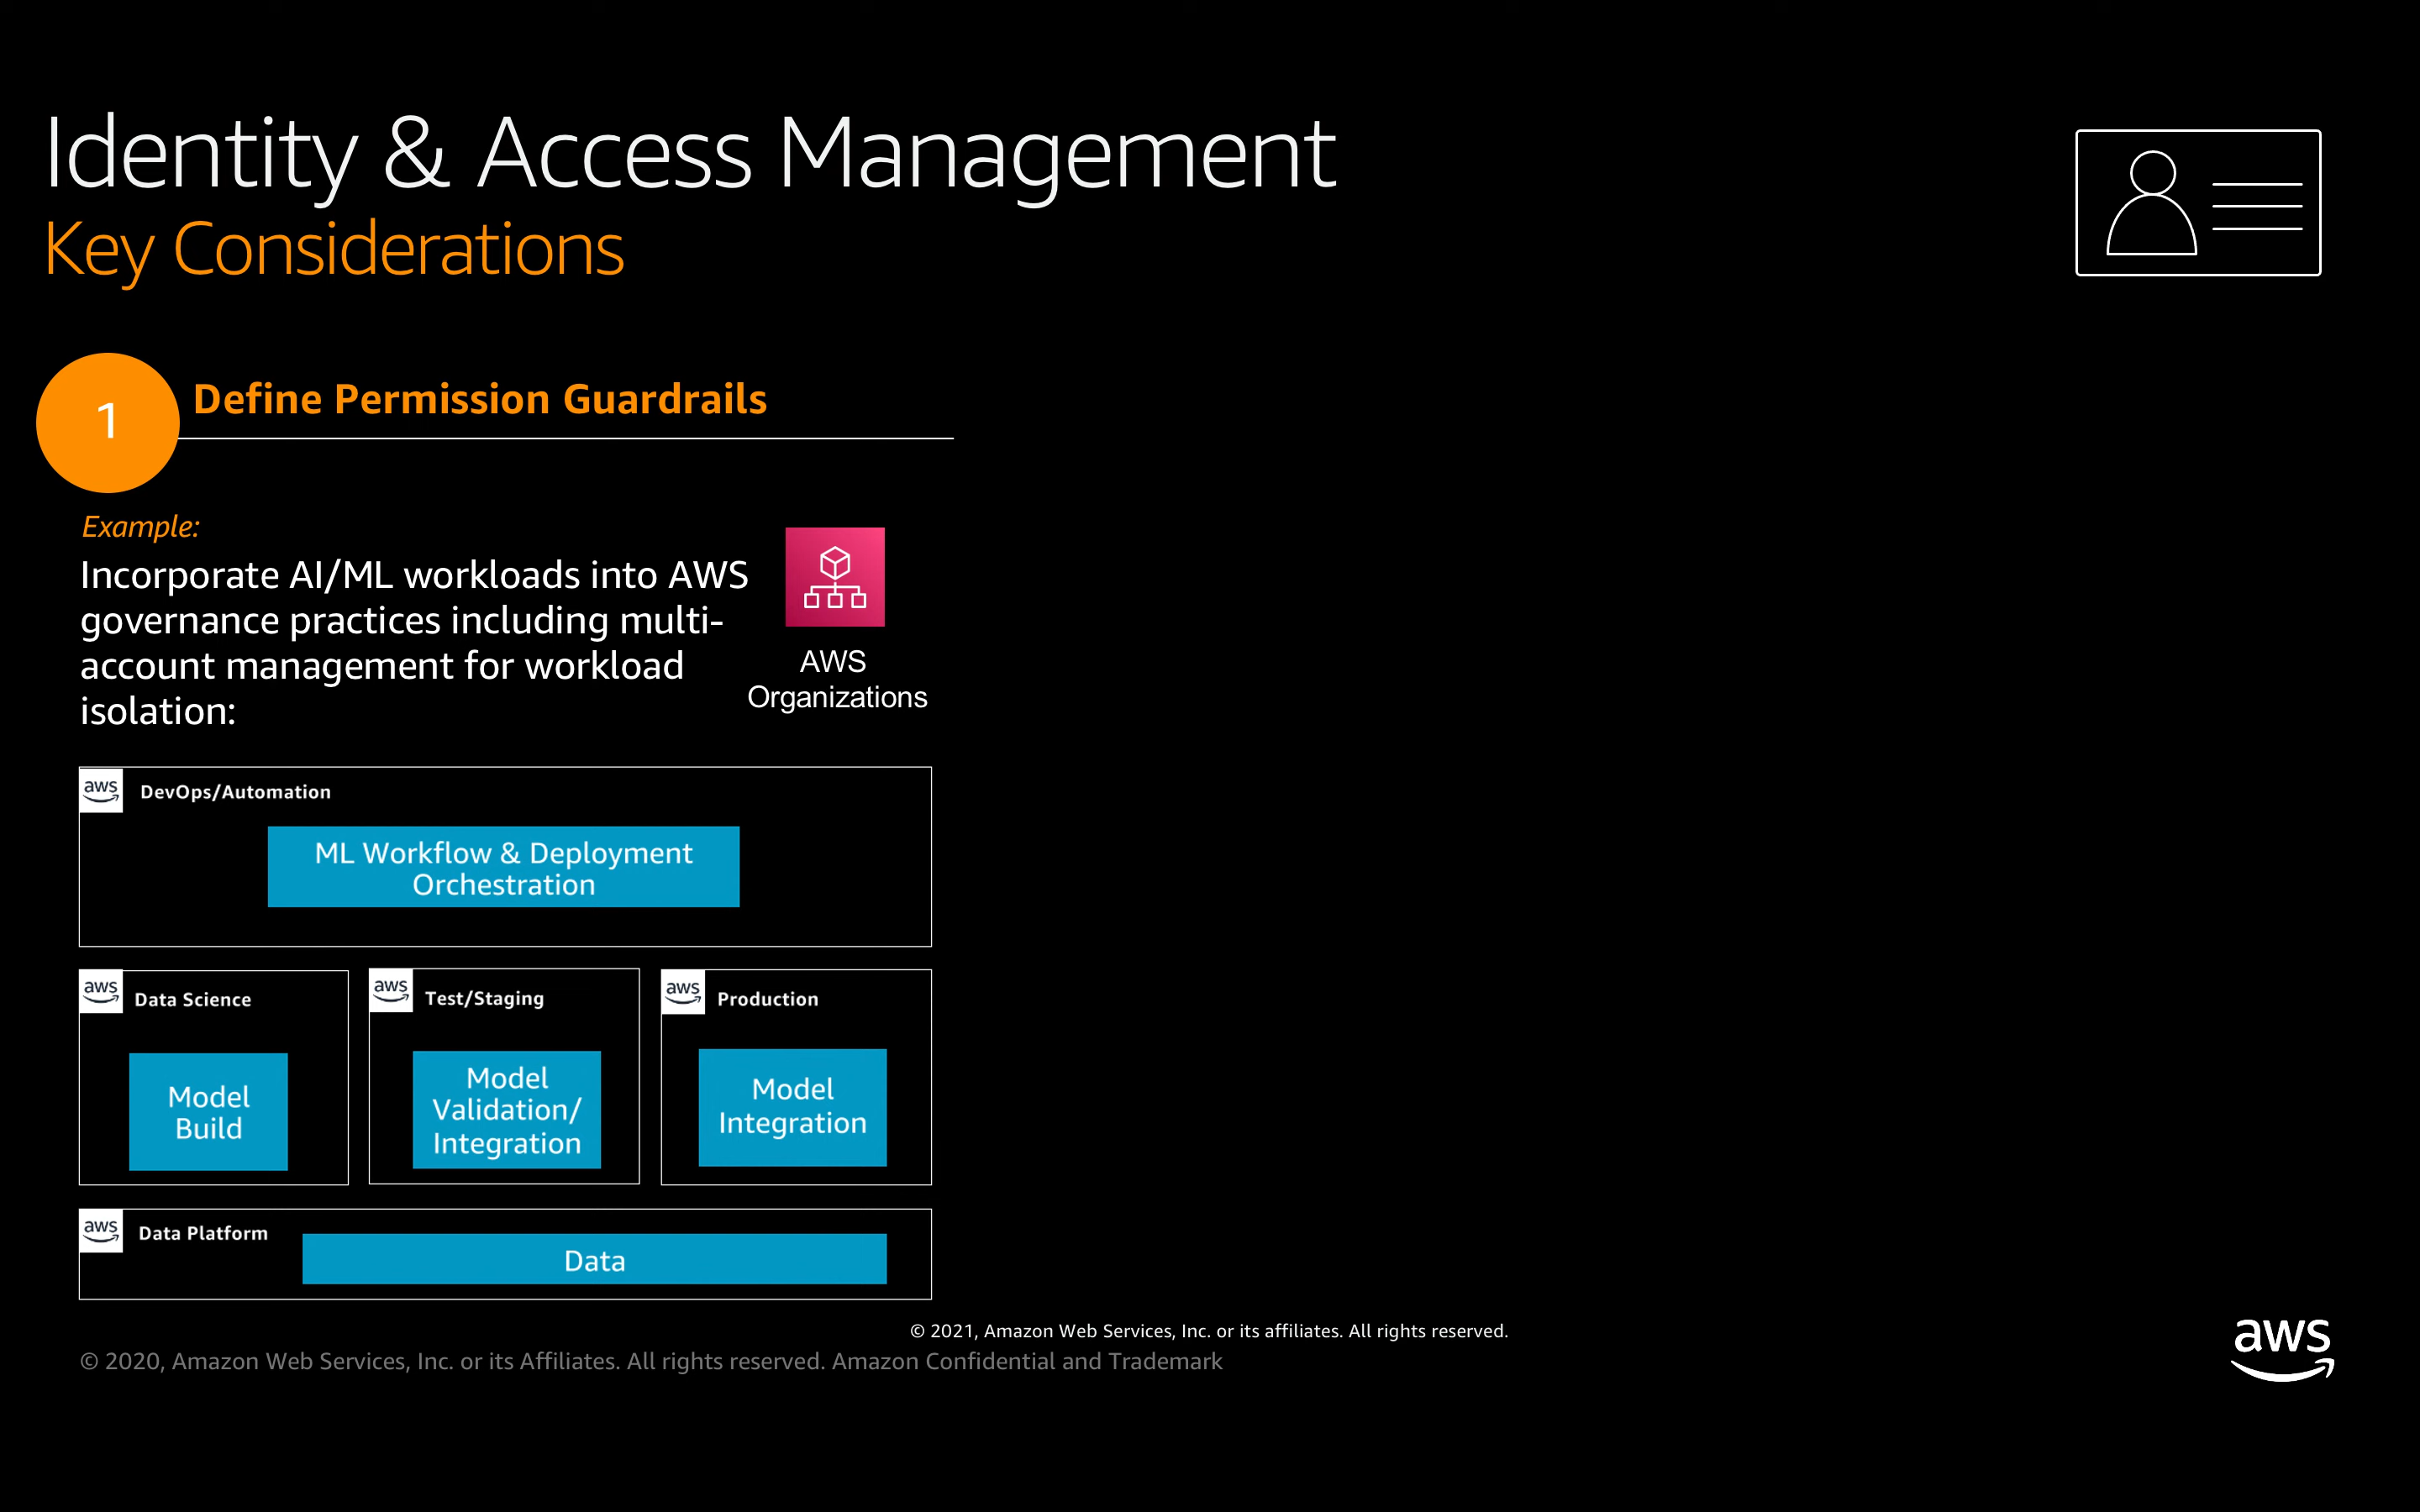 Identity & Access Management
Key Considerations
1
Define Permission Guardrails
Example:
Incorporate AI/ML workloads into AWS
governance practices including multi-
account management for workload
isolation:
AWS
Organizations
aws
DevOps/Automation
ML Workflow & Deployment
Orchestration
aws
Data Science
Model
Build
aws
Test/Staging
Model
Validation/
Integration
aws
Production
Model
Integration
aws
Data Platform
Data
© 2021, Amazon Web Services, Inc. or its affiliates. All rights reserved.
© 2020, Amazon Web Services, Inc. or its Affiliates. All rights reserved. Amazon Confidential and Trademark
aws